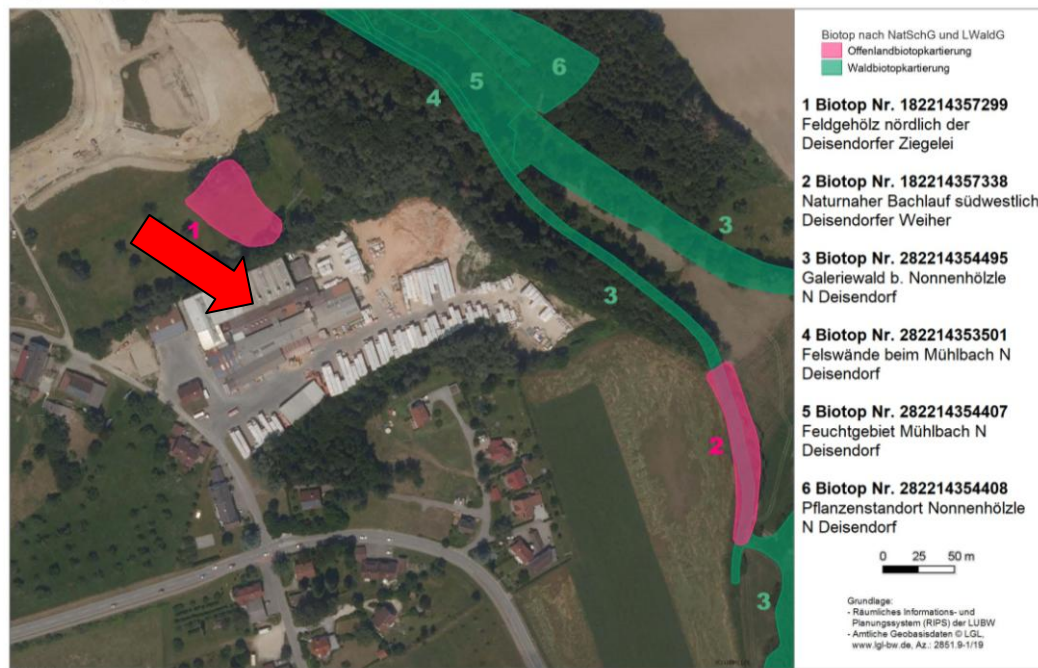 Biotop nach NatSchG und LWaldG
Offenlandbiotopkartierung
Waldbiotopkartierung
1 Biotop Nr. 182214357299
Feldgehölz nördlich der
Deisendorfer Ziegelei
2 Biotop Nr. 182214357338
Naturnaher Bachlauf südwestlich
Deisendorfer Weiher
3 Biotop Nr. 282214354495
Galeriewald b. Nonnenhölzle
N Deisendorf
4 Biotop Nr. 282214353501
Felswände beim Mühlbach N
Deisendorf
5 Biotop Nr. 282214354407
Feuchtgebiet Mühlbach N
Deisendorf
6 Biotop Nr. 282214354408
Pflanzenstandort Nonnenhölzle
N Deisendorf
0 25 50 m
Grundlage:
- Räumliches Informations- und
Planungssystem (RIPS) der LUBW
- Amtliche Geobasisdaten © LGL,
www.lgl-bw.de, Az.: 2851.9-1/19
6
5
4
1
3
3
2
3